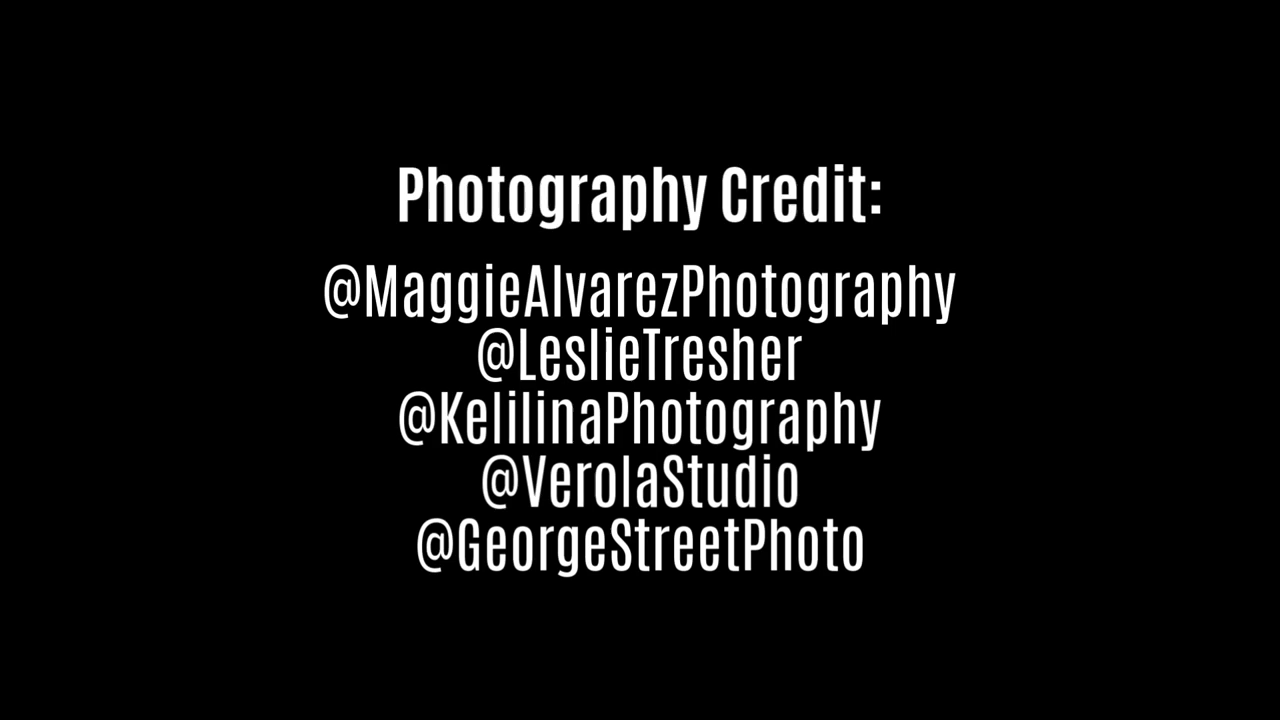 Photography Credit:
@MaggieAlvarezPhotography
@LeslieTresher
@KelilinaPhotography
@VerolaStudio
@GeorgeStreetPhoto